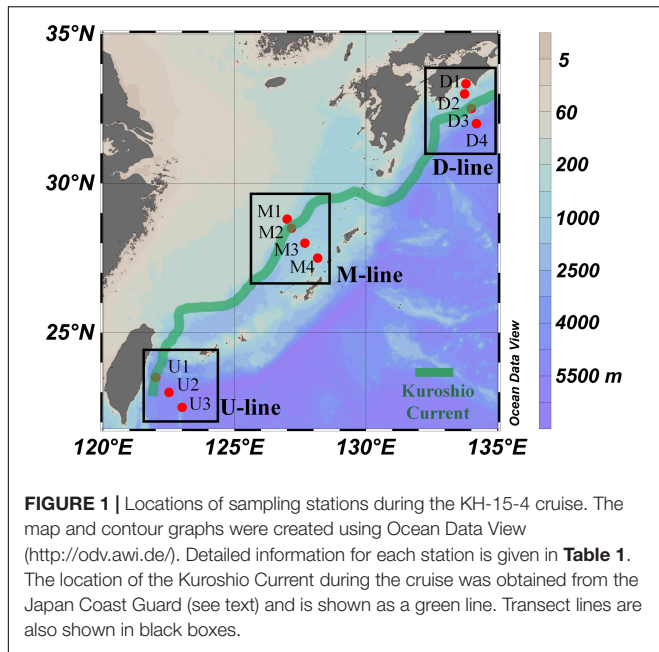 35°N
30°N
25°N
120°E
125°E
130°E
135°E
D1
D2
D3
D4
D-line
M1
M2
M3
M4
M-line
U1
U2
U3
U-line
Kuroshio
Current
Ocean Data View
5
60
200
1000
2500
4000
5500 m
FIGURE 1 | Locations of sampling stations during the KH-15-4 cruise. The
map and contour graphs were created using Ocean Data View
(http://odv.awi.de/). Detailed information for each station is given in Table 1.
The location of the Kuroshio Current during the cruise was obtained from the
Japan Coast Guard (see text) and is shown as a green line. Transect lines are
also shown in black boxes.